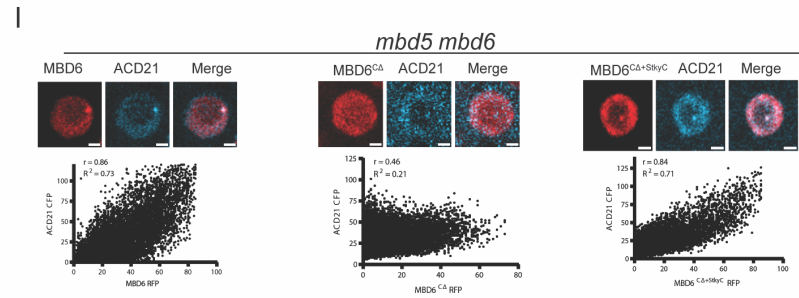 I
mbd5 mbd6
MBD6 ACD21 Merge
MBD6CΔ ACD21 Merge
MBD6CΔ+StkyC ACD21 Merge
r = 0.86
R2 = 0.73
100
75
50
25
0
ACD21 CFP
0 20 40 60 80 100
MBD6 RFP
r = 0.46
R2 = 0.21
125
100
75
50
25
0
ACD21 CFP
0 20 40 60 80
MBD6 CΔ RFP
r = 0.84
R2 = 0.71
125
100
75
50
25
0
ACD21 CFP
0 20 40 60 80 100
MBD6 CΔ+StkyC RFP